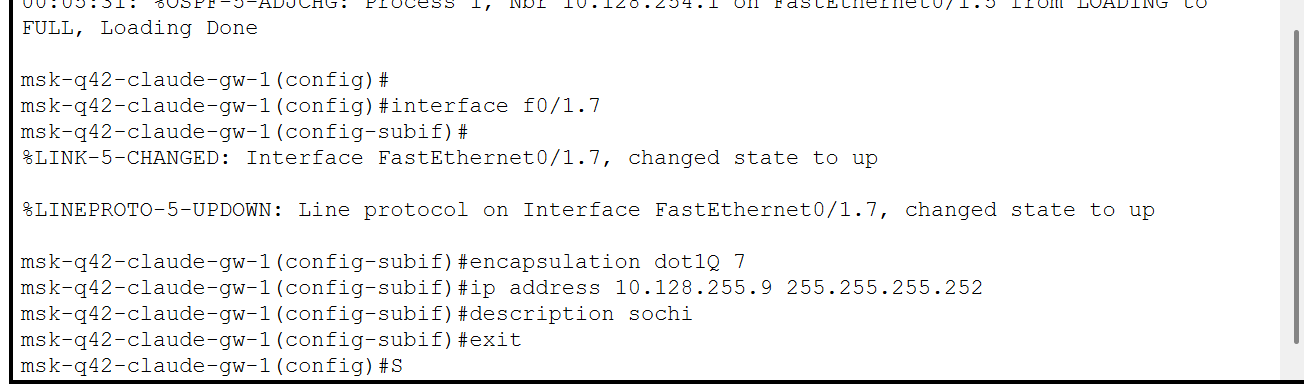 00:05:31: %OSPF-5-ADJCHG: Process 1, Nbr 10.128.254.1 on FastEthernet0/1.5 from LOADING to
FULL, Loading Done
msk-q42-claude-gw-1(config)#
msk-q42-claude-gw-1(config)#interface f0/1.7
msk-q42-claude-gw-1(config-subif)#
%LINK-5-CHANGED: Interface FastEthernet0/1.7, changed state to up
%LINEPROTO-5-UPDOWN: Line protocol on Interface FastEthernet0/1.7, changed state to up
msk-q42-claude-gw-1(config-subif)#encapsulation dot1Q 7
msk-q42-claude-gw-1(config-subif)#ip address 10.128.255.9 255.255.255.252
msk-q42-claude-gw-1(config-subif)#description sochi
msk-q42-claude-gw-1(config-subif)#exit
msk-q42-claude-gw-1(config)#S